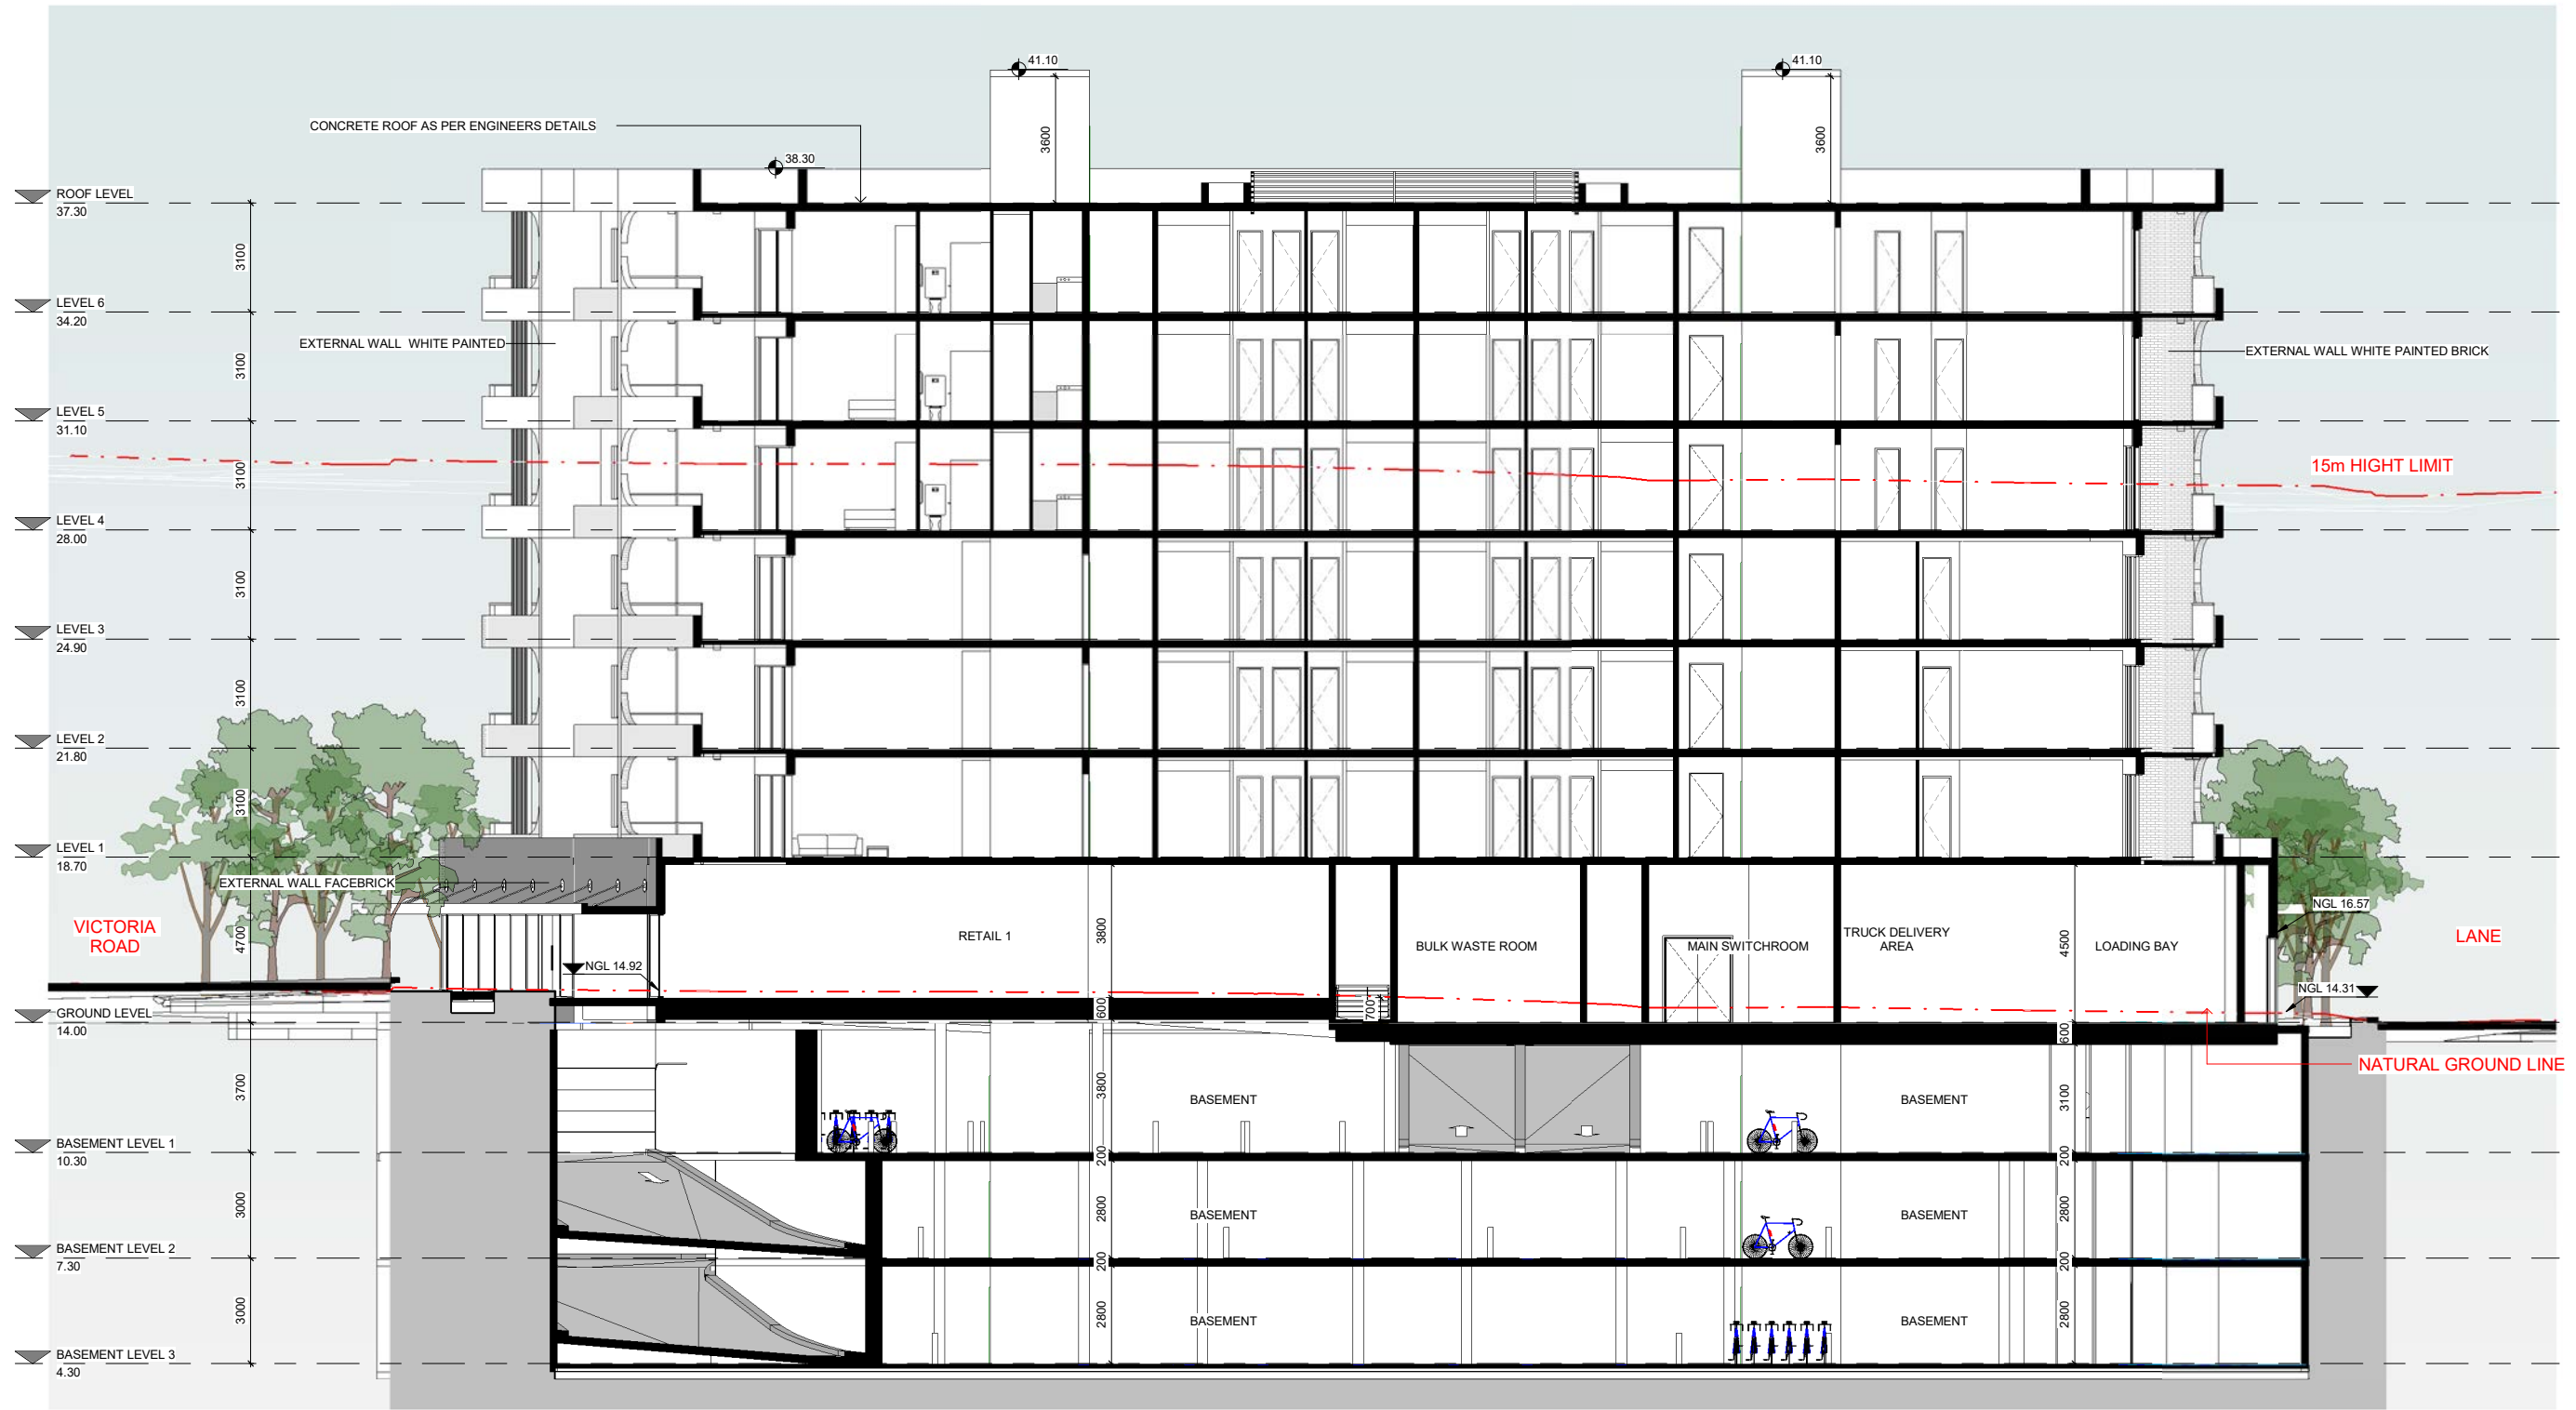 41.10
41.10
CONCRETE ROOF AS PER ENGINEERS DETAILS
3600
3600
38.30
ROOF LEVEL
37.30
3100
LEVEL 6
34.20
EXTERNAL WALL WHITE PAINTED
EXTERNAL WALL WHITE PAINTED BRICK
3100
LEVEL 5
31.10
15m HIGHT LIMIT
3100
LEVEL 4
28.00
3100
LEVEL 3
24.90
3100
LEVEL 2
21.80
3100
LEVEL 1
18.70
EXTERNAL WALL FACEBRICK
NGL 16.57
VICTORIA
ROAD
4700
RETAIL 1
3800
BULK WASTE ROOM
MAIN SWITCHROOM
TRUCK DELIVERY
AREA
4500
LOADING BAY
LANE
NGL 14.92
NGL 14.31
GROUND LEVEL
14.00
600
700
600
NATURAL GROUND LINE
3700
3800
BASEMENT
BASEMENT
3100
BASEMENT LEVEL 1
10.30
200
200
3000
2800
BASEMENT
BASEMENT
2800
BASEMENT LEVEL 2
7.30
200
200
3000
2800
BASEMENT
BASEMENT
2800
BASEMENT LEVEL 3
4.30